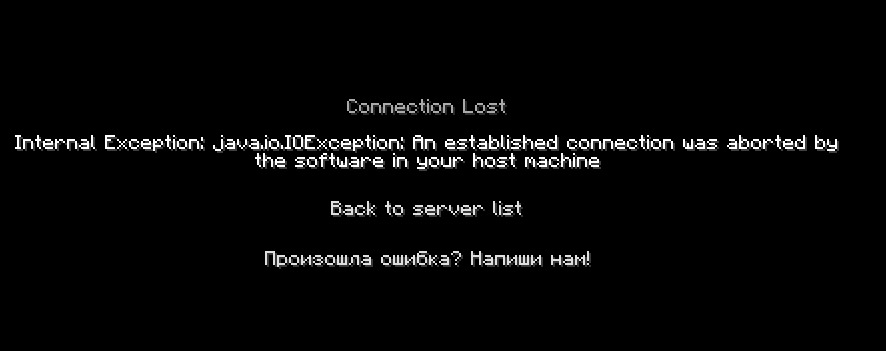 Connection Lost
Internal Exception: java.io.IOException: An established connection was aborted by
the software in your host machine
Back to server list
Произошла ошибка? Напиши нам!